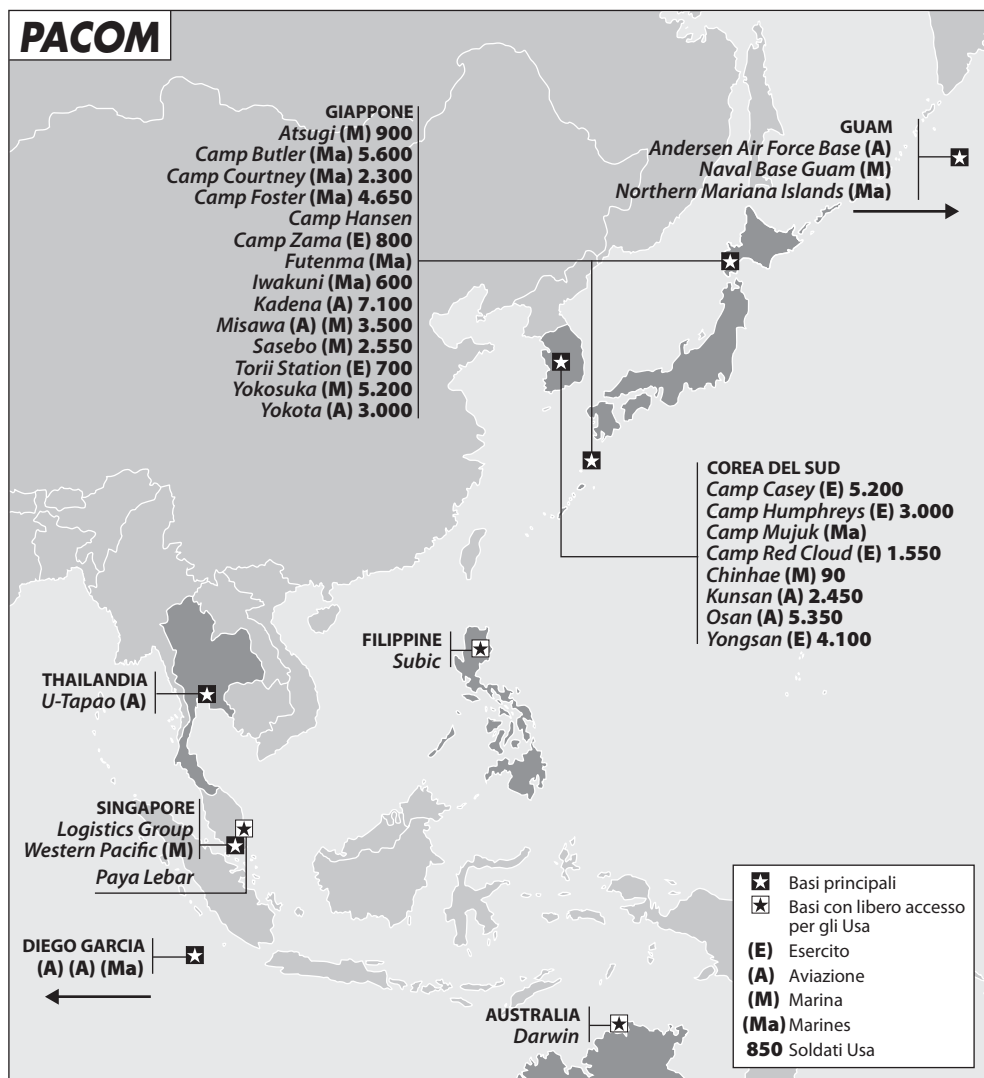 PACOM
GIAPPONE
Atsugi (M) 900
Camp Butler (Ma) 5.600
Camp Courtney (Ma) 2.300
Camp Foster (Ma) 4.650
Camp Hansen
Camp Zama (E) 800
Futenma (Ma)
Iwakuni (Ma) 600
Kadena (A) 7.100
Misawa (A) (M) 3.500
Sasebo (M) 2.550
Torii Station (E) 700
Yokosuka (M) 5.200
Yokota (A) 3.000
GUAM
Andersen Air Force Base (A)
Naval Base Guam (M)
Northern Mariana Islands (Ma)
COREA DEL SUD
Camp Casey (E) 5.200
Camp Humphreys (E) 3.000
Camp Mujuk (Ma)
Camp Red Cloud (E) 1.550
Chinhae (M) 90
Kunsan (A) 2.450
Osan (A) 5.350
Yongsan (E) 4.100
FILIPPINE
Subic
THAILANDIA
U-Tapao (A)
SINGAPORE
Logistics Group
Western Pacific (M)
Paya Lebar
DIEGO GARCIA
(A) (A) (Ma)
AUSTRALIA
Darwin
Basi principali
Basi con libero accesso
per gli Usa
(E) Esercito
(A) Aviazione
(M) Marina
(Ma) Marines
850 Soldati Usa